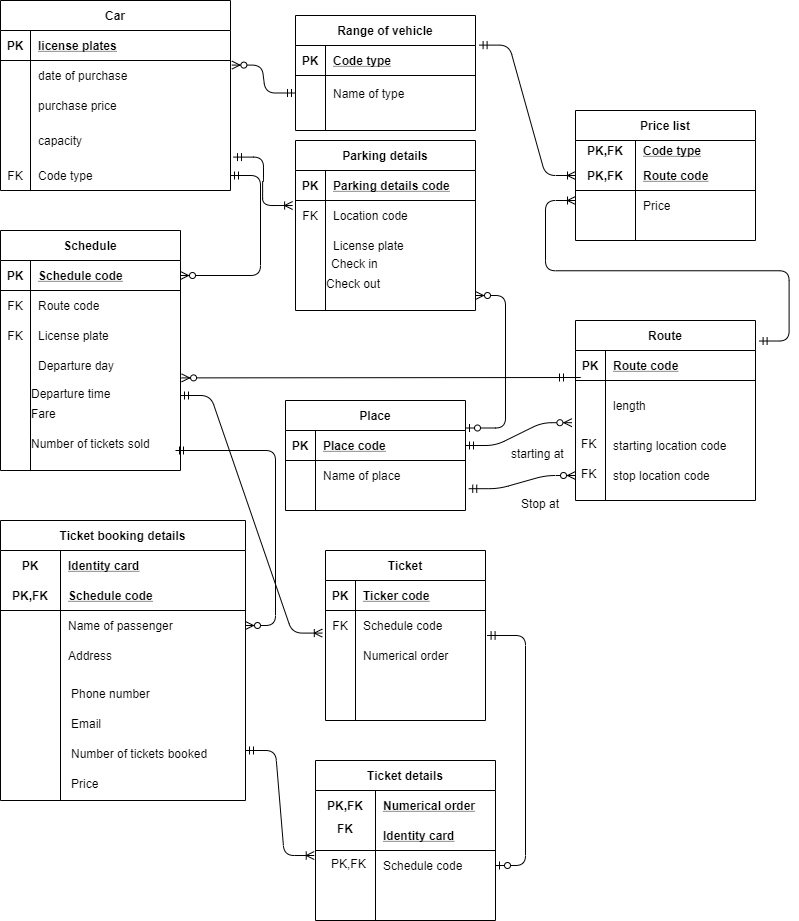 Car
PK license plates
date of purchase
purchase price
capacity
FK Code type
Range of vehicle
PK Code type
Name of type
Price list
PK,FK Code type
PK,FK Route code
Price
Parking details
PK Parking details code
FK Location code
License plate
Check in
Check out
Schedule
PK Schedule code
FK Route code
FK License plate
Departure day
Departure time
Fare
Number of tickets sold
Route
PK Route code
length
FK starting location code
FK stop location code
Place
PK Place code
Name of place
starting at
Stop at
Ticket booking details
PK Identity card
PK,FK Schedule code
Name of passenger
Address
Phone number
Email
Number of tickets booked
Price
Ticket
PK Ticker code
FK Schedule code
Numerical order
Ticket details
PK,FK Numerical order
FK Identity card
PK,FK Schedule code